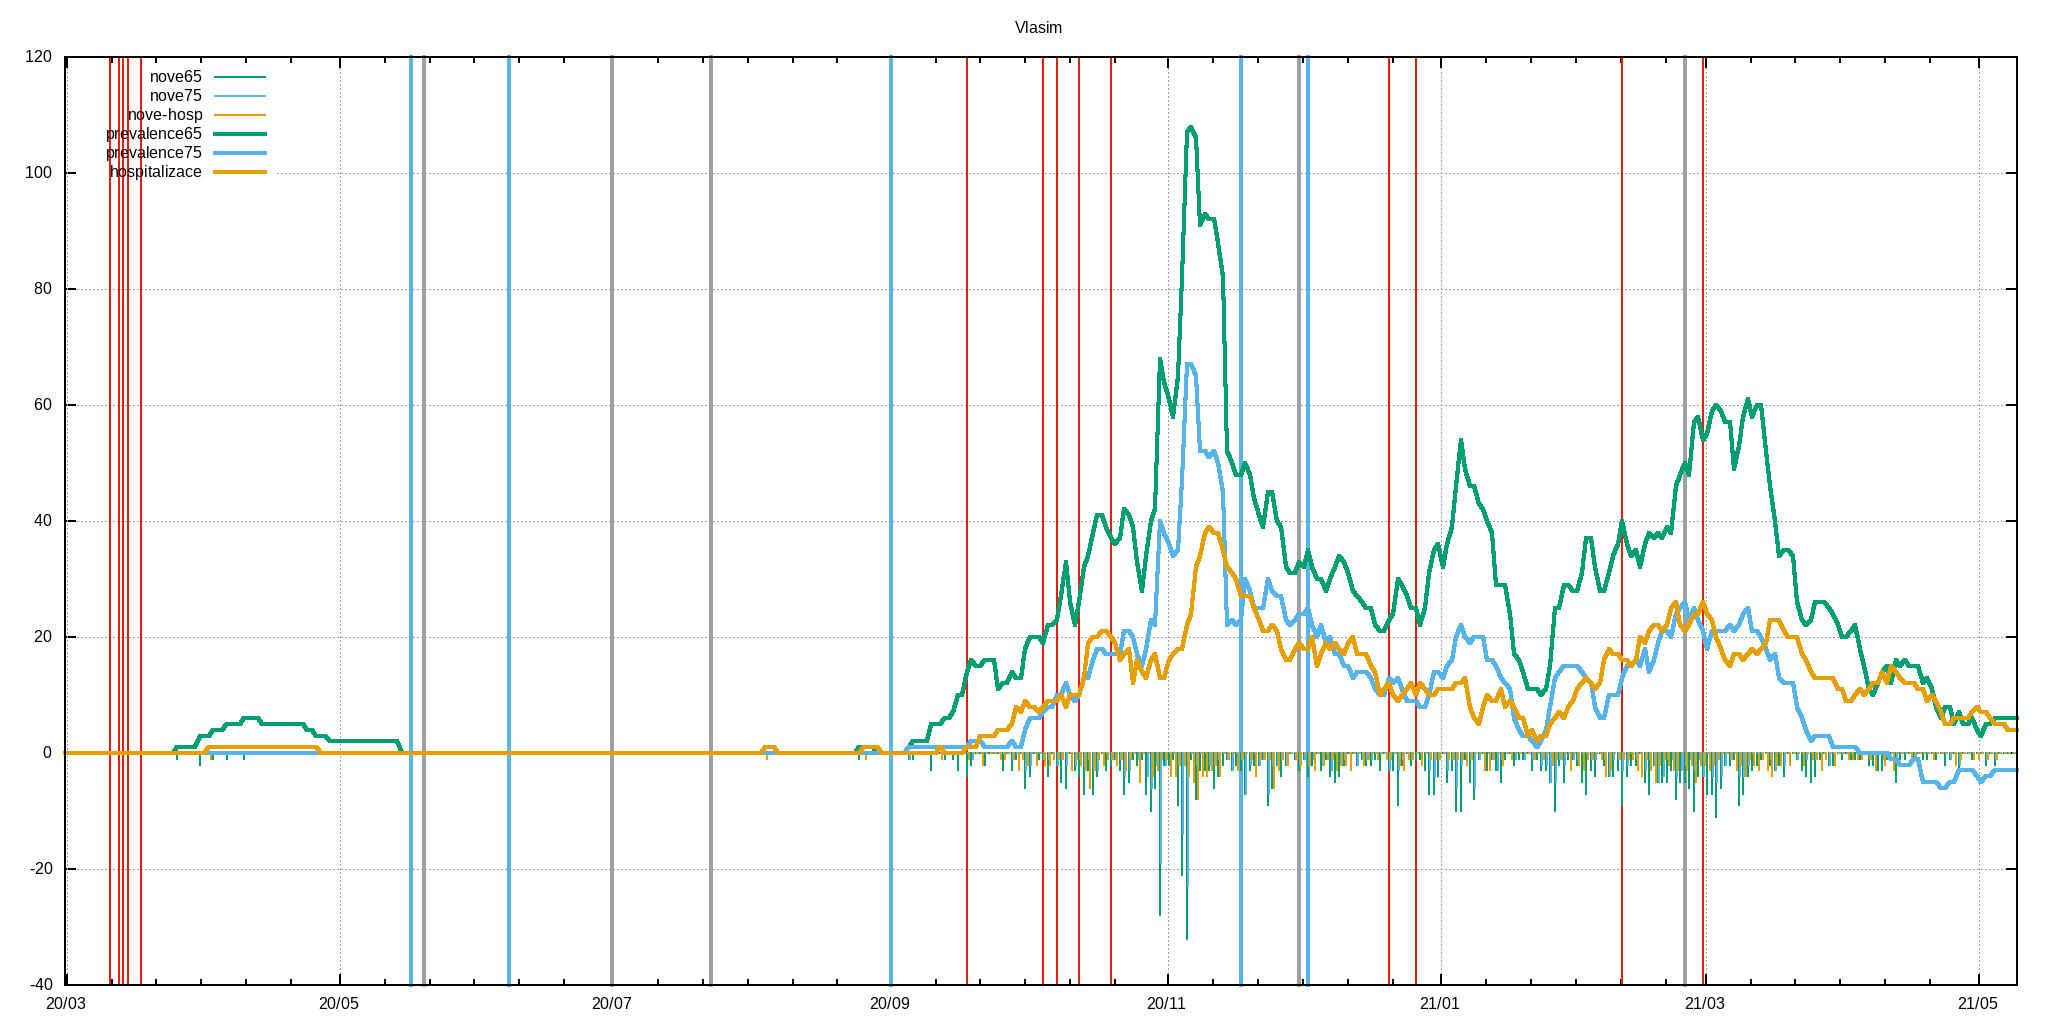 Vlasim
120
nove65
nove75
nove-hosp
prevalence65
prevalence75
hospitalizace
100
80
60
40
20
0
-20
-40
20/03 20/05 20/07 20/09 20/11 21/01 21/03 21/05